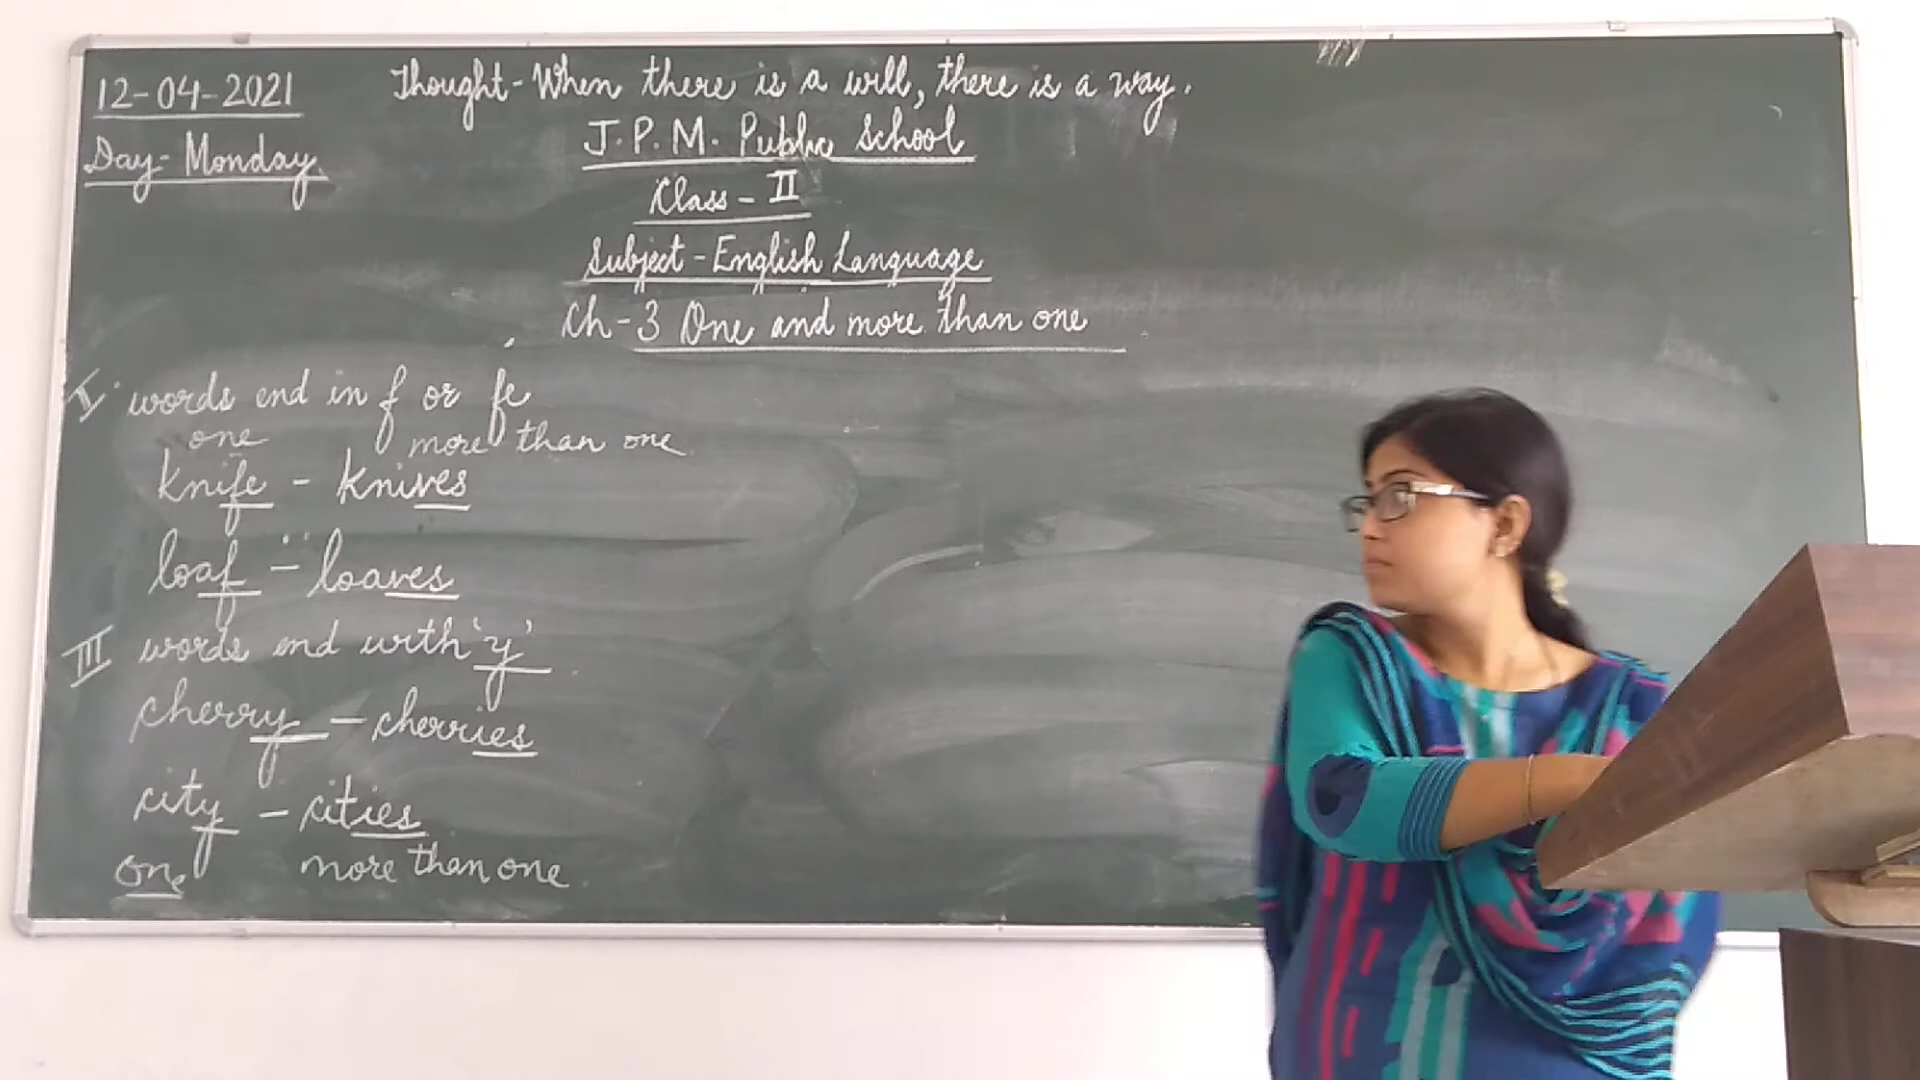 12-04-2021
Thought - When there is a will, there is a way.
Day- Monday.
J.P.M. Public School
Class - II
Subject - English Language
Ch-3 One and more than one
II. words end in f or fe
one more than one
knife - knives
loaf - loaves
III words end with 'y'
cherry - cherries
city - cities
one more than one